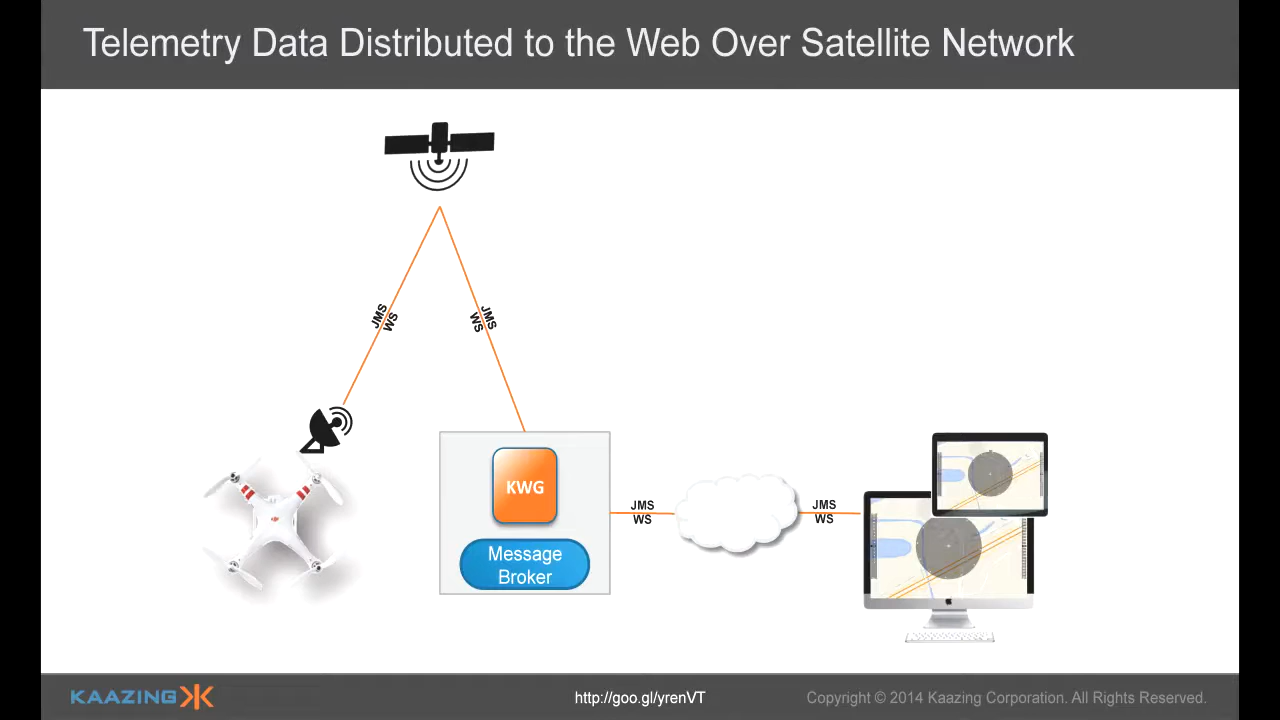 Telemetry Data Distributed to the Web Over Satellite Network
JMS
WS
JMS
WS
KWG
Message
Broker
JMS
WS
JMS
WS
KAAZING
http://goo.gl/yrenVT
Copyright © 2014 Kaazing Corporation. All Rights Reserved.